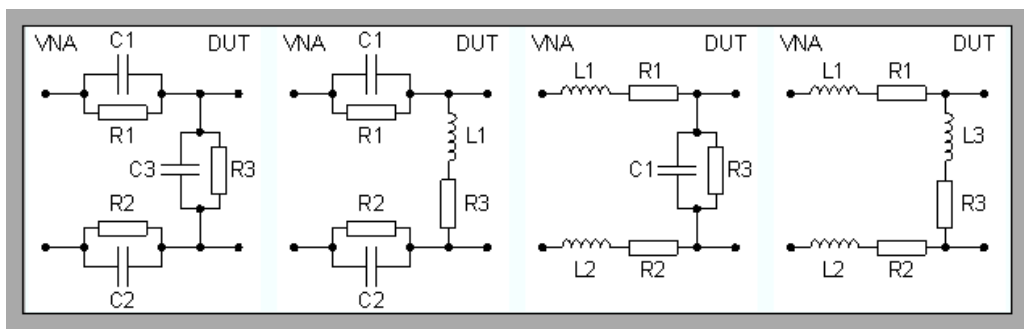 VNA C1 DUT
R1
C3 R3
R2
C2
VNA C1 DUT
R1 L1
R2 R3
C2
VNA DUT
L1 R1
C1 R3
L2 R2
VNA DUT
L1 R1
L3
R3
L2 R2